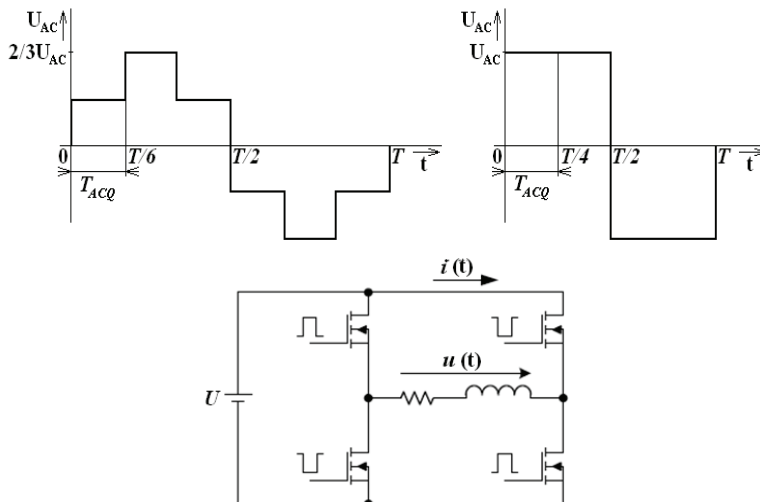 U_AC
2/3U_AC
0 T/6 T/2 T t
T_ACQ
U_AC
U_AC
0 T/4 T/2 T t
T_ACQ
i (t)
u (t)
U